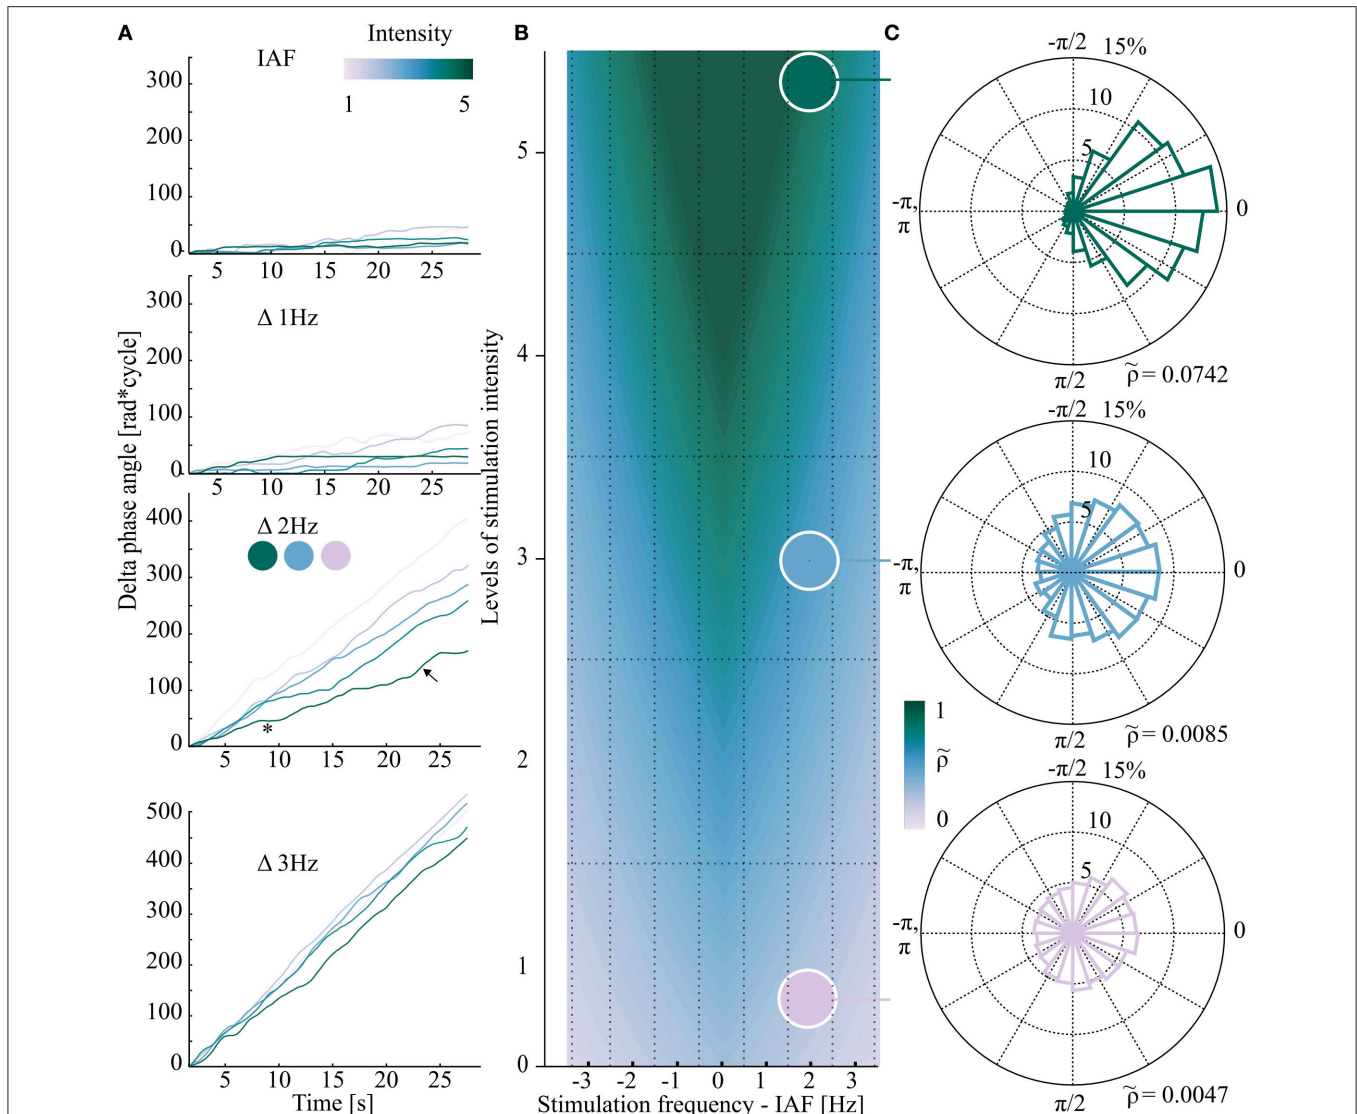 A
IAF
Intensity
1
5
300
200
100
0
5
10
15
20
25
Δ 1Hz
300
200
100
0
5
10
15
20
25
Δ 2Hz
400
300
200
100
0
*
5
10
15
20
25
Δ 3Hz
500
400
300
200
100
0
5
10
15
20
25
Time [s]
Delta phase angle [rad*cycle]
B
Levels of stimulation intensity
5
4
3
2
1
0
-3
-2
-1
0
1
2
3
Stimulation frequency - IAF [Hz]
1
ρ̃
0
C
-π/2
15%
10
5
-π,
π
0
π/2
ρ̃ = 0.0742
-π/2
15%
10
5
-π,
π
0
π/2
ρ̃ = 0.0085
-π/2
15%
10
5
-π,
π
0
π/2
ρ̃ = 0.0047